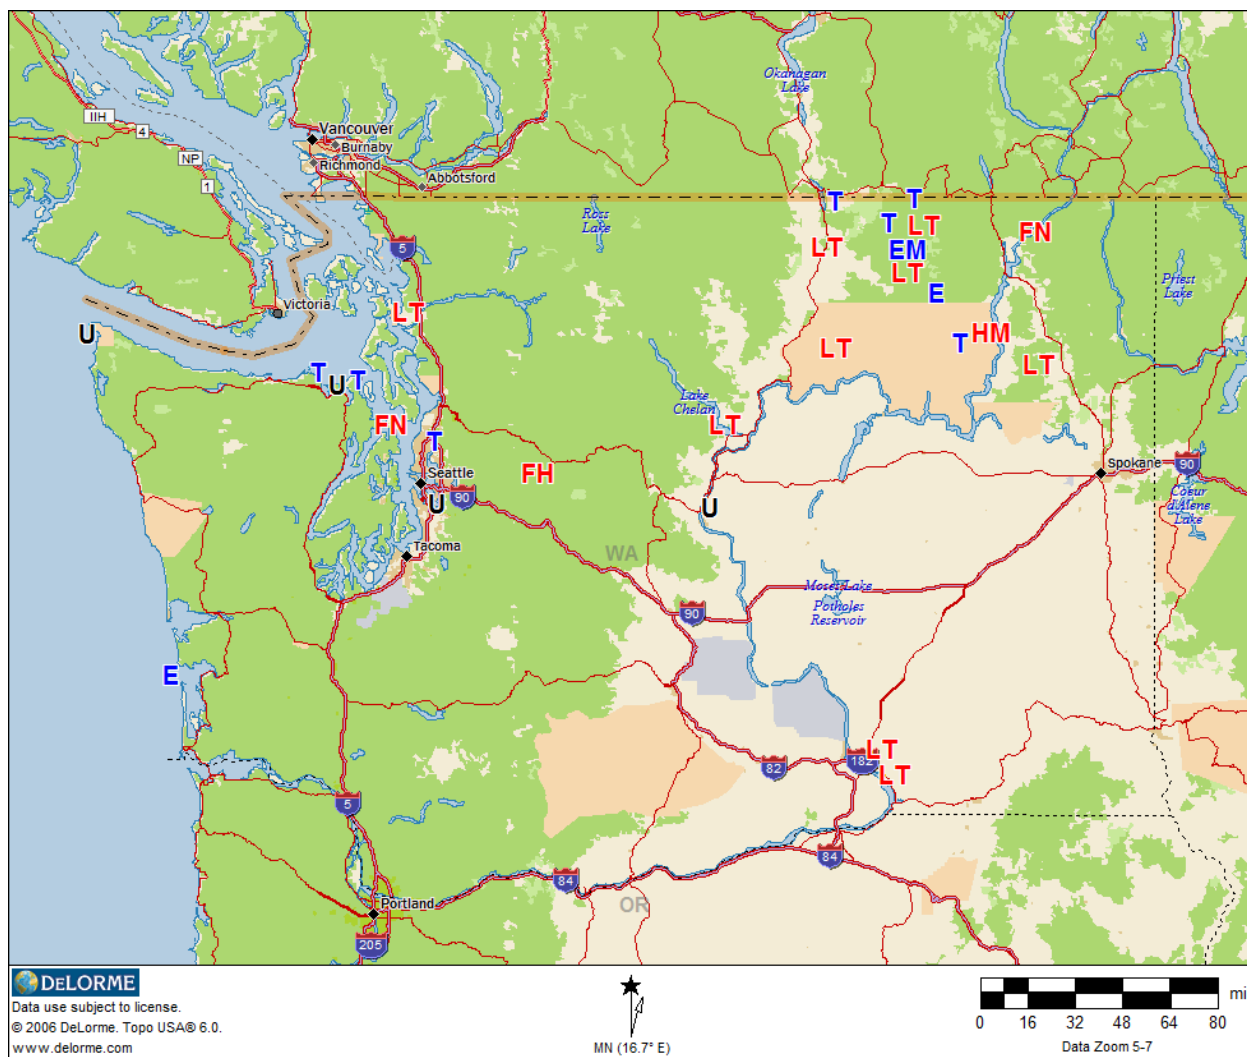 Okanagan
Lake
IIH
4
Vancouver
Burnaby
NP
Richmond
Abbotsford
1
T
T
Ross
Lake
T
LT
FN
5
LT
EM
LT
Priest
Lake
E
Victoria
LT
U
T
HM
LT
LT
T
U
T
Lake
Chelan
FN
LT
T
Spokane
Seattle
FH
90
90
U
U
Coeur
d'Alene
Lake
Tacoma
WA
Moses Lake
Potholes
Reservoir
90
E
LT
182
82
LT
5
84
84
Portland
OR
205
DELORME
Data use subject to license.
© 2006 DeLorme. Topo USA® 6.0.
www.delorme.com
MN (16.7° E)
mi
0 16 32 48 64 80
Data Zoom 5-7